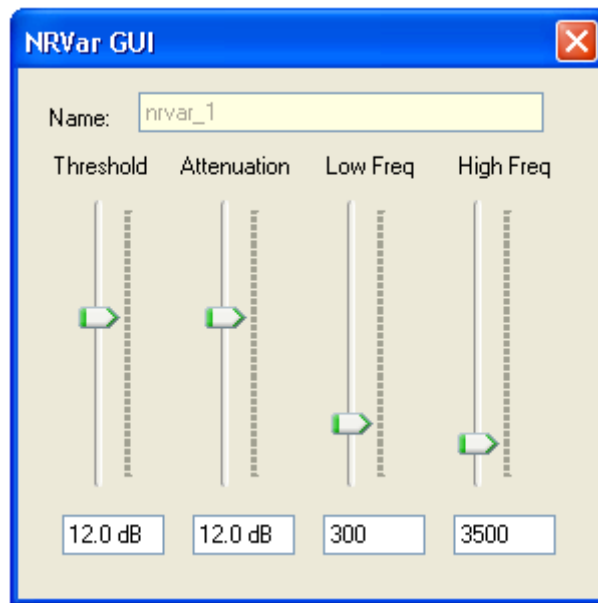 NRVar GUI
Name: nrvar_1
Threshold Attenuation Low Freq High Freq
12.0 dB 12.0 dB 300 3500